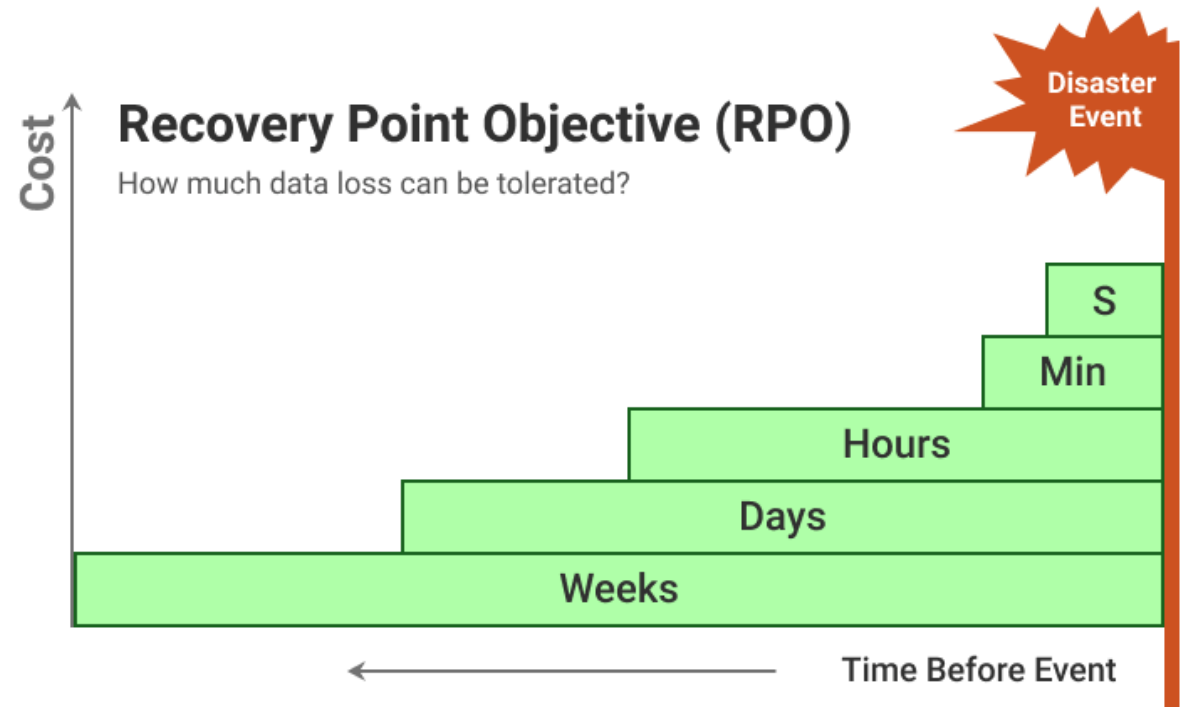 Disaster
Event
Cost
Recovery Point Objective (RPO)
How much data loss can be tolerated?
S
Min
Hours
Days
Weeks
Time Before Event